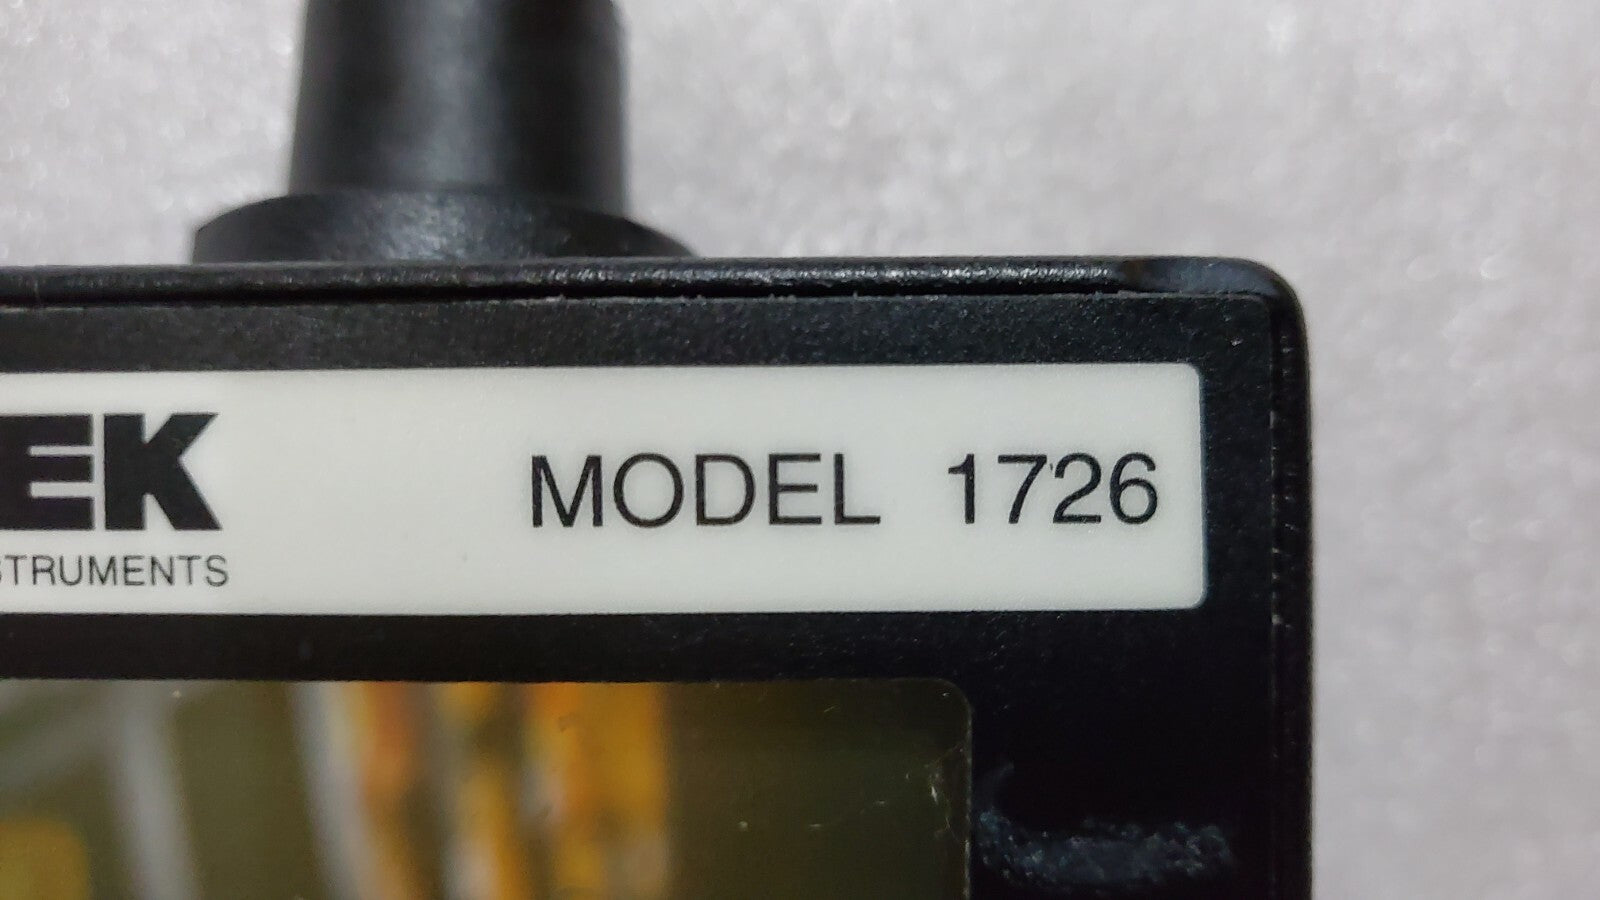 EK MODEL 1726
STRUMENTS